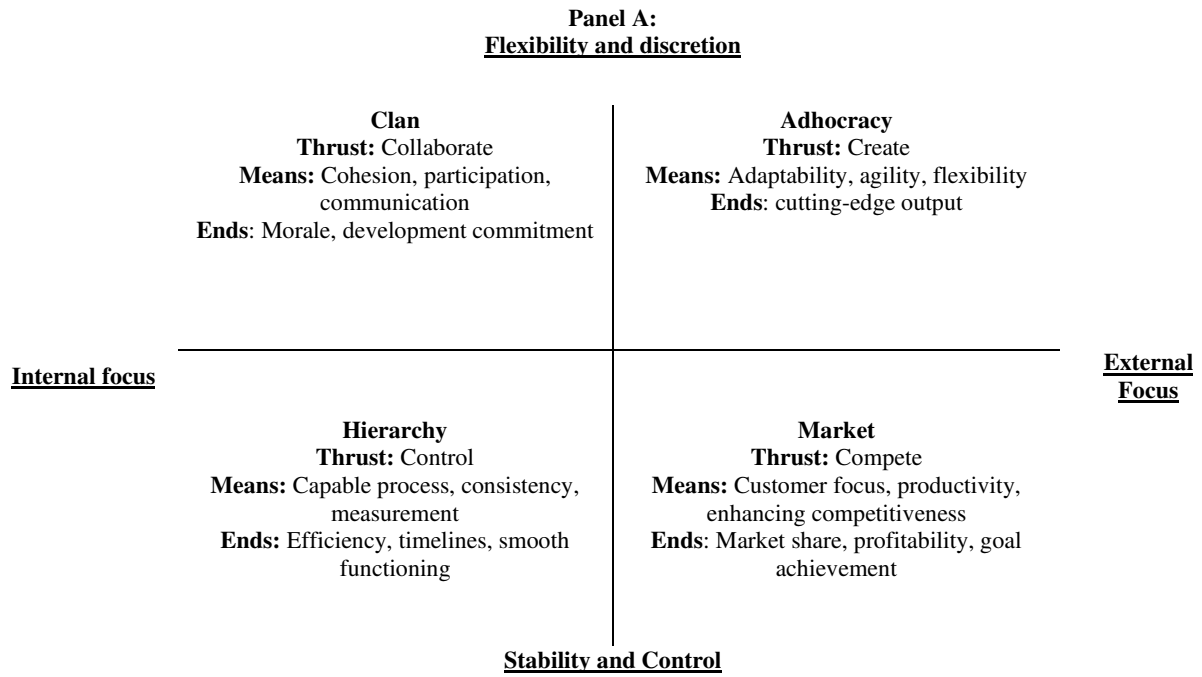 Panel A:
Flexibility and discretion
Clan
Thrust: Collaborate
Means: Cohesion, participation,
communication
Ends: Morale, development commitment
Adhocracy
Thrust: Create
Means: Adaptability, agility, flexibility
Ends: cutting-edge output
Internal focus
External
Focus
Hierarchy
Thrust: Control
Means: Capable process, consistency,
measurement
Ends: Efficiency, timelines, smooth
functioning
Market
Thrust: Compete
Means: Customer focus, productivity,
enhancing competitiveness
Ends: Market share, profitability, goal
achievement
Stability and Control